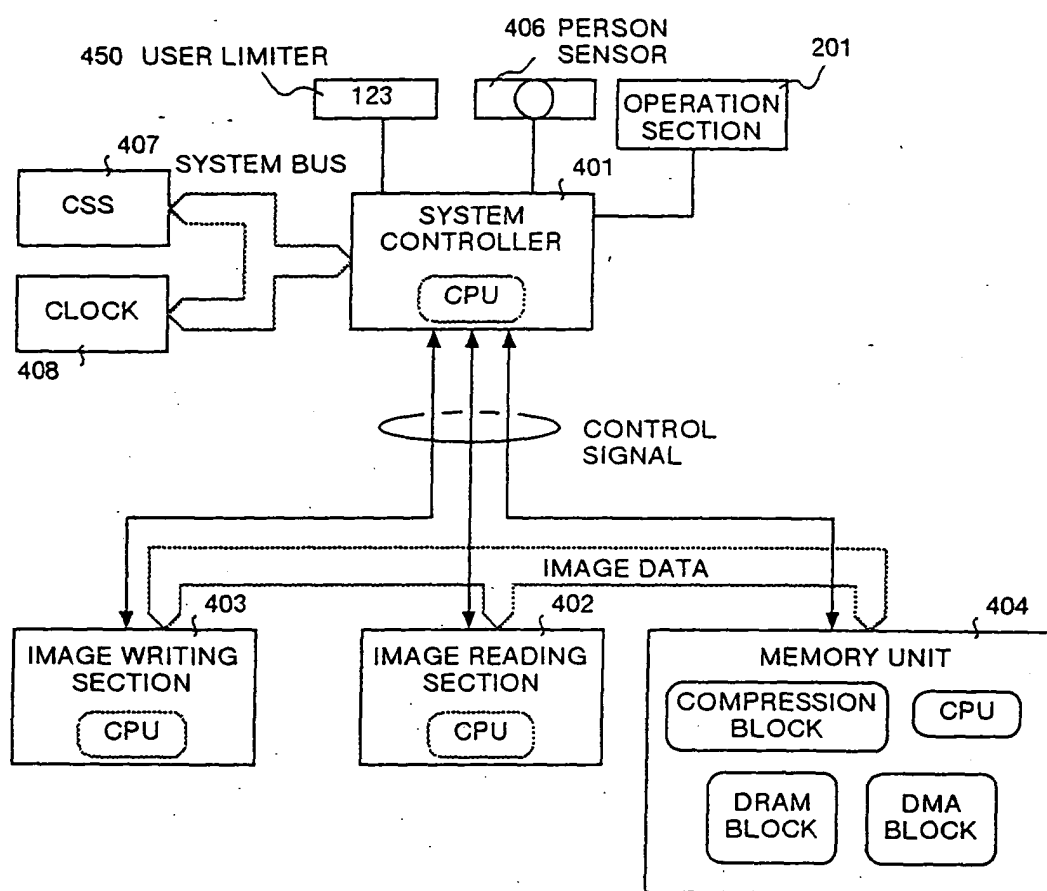 406 PERSON
SENSOR
450 USER LIMITER
201
123
OPERATION
SECTION
407
SYSTEM BUS
401
CSS
SYSTEM
CONTROLLER
CPU
CLOCK
408
CONTROL
SIGNAL
IMAGE DATA
403
402
404
IMAGE WRITING
SECTION
CPU
IMAGE READING
SECTION
CPU
MEMORY UNIT
COMPRESSION
BLOCK
CPU
DRAM
BLOCK
DMA
BLOCK